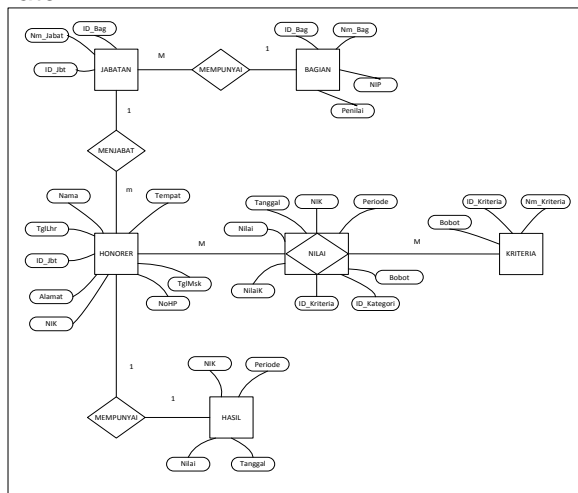 ID_Bag
Nm_Jabat
ID_Jbt
JABATAN
M
MEMPUNYAI
1
ID_Bag
Nm_Bag
BAGIAN
NIP
Penilai
1
MENJABAT
m
Nama
Tempat
TglLhr
HONORER
ID_Jbt
TglMsk
Alamat
NoHP
NIK
M
Tanggal
NIK
Periode
Nilai
NILAI
NilaiK
Bobot
ID_Kriteria
ID_Kategori
M
ID_Kriteria
Nm_Kriteria
Bobot
KRITERIA
1
MEMPUNYAI
1
NIK
Periode
HASIL
Nilai
Tanggal